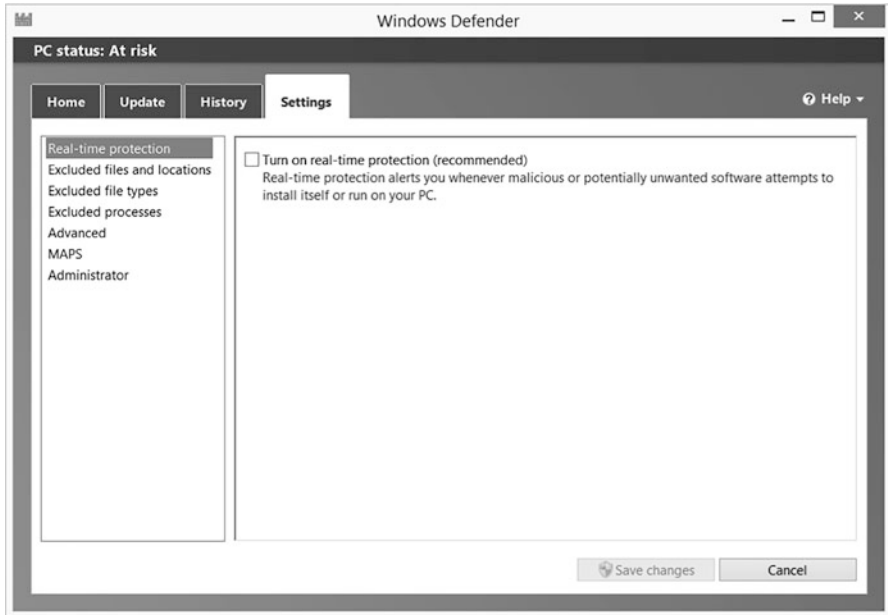 Windows Defender
PC status: At risk
Home
Update
History
Settings
Help
Real-time protection
Excluded files and locations
Excluded file types
Excluded processes
Advanced
MAPS
Administrator
Turn on real-time protection (recommended)
Real-time protection alerts you whenever malicious or potentially unwanted software attempts to
install itself or run on your PC.
Save changes
Cancel